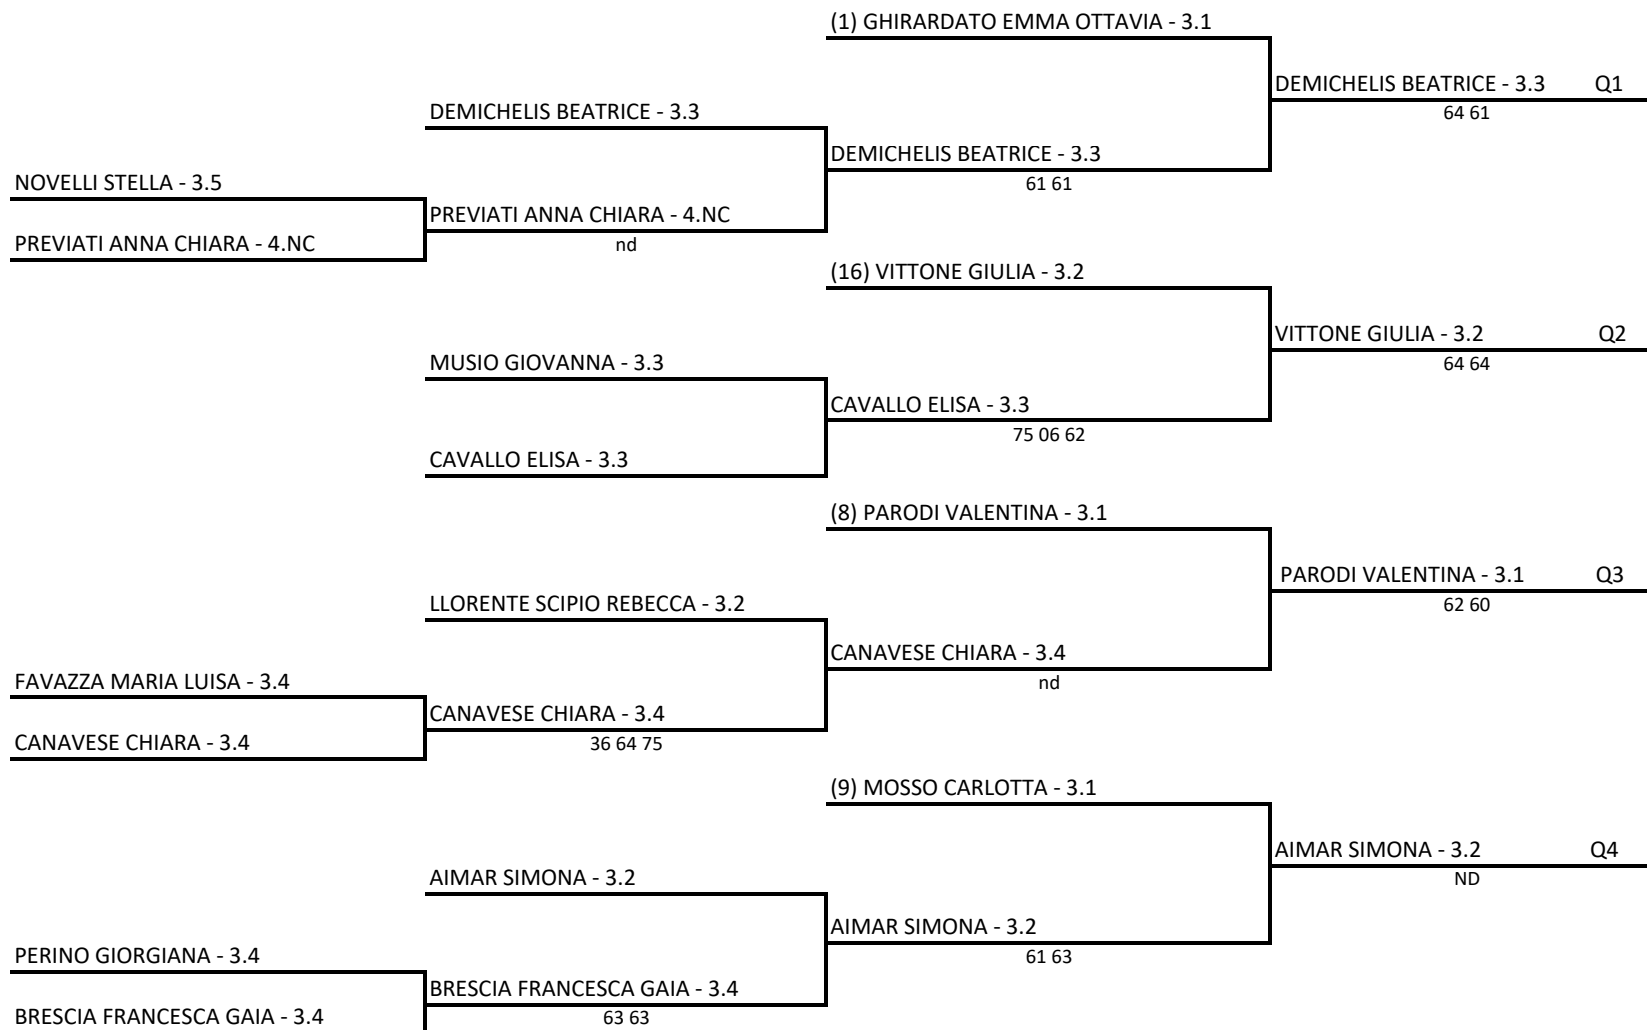 (1) GHIRARDATO EMMA OTTAVIA - 3.1
DEMICHELIS BEATRICE - 3.3 Q1
64 61
DEMICHELIS BEATRICE - 3.3
DEMICHELIS BEATRICE - 3.3
61 61
NOVELLI STELLA - 3.5
PREVIATI ANNA CHIARA - 4.NC
nd
PREVIATI ANNA CHIARA - 4.NC
(16) VITTONE GIULIA - 3.2
VITTONE GIULIA - 3.2 Q2
64 64
MUSIO GIOVANNA - 3.3
CAVALLO ELISA - 3.3
75 06 62
CAVALLO ELISA - 3.3
(8) PARODI VALENTINA - 3.1
PARODI VALENTINA - 3.1 Q3
62 60
LLORENTE SCIPIO REBECCA - 3.2
CANAVESE CHIARA - 3.4
nd
FAVAZZA MARIA LUISA - 3.4
CANAVESE CHIARA - 3.4
36 64 75
CANAVESE CHIARA - 3.4
(9) MOSSO CARLOTTA - 3.1
AIMAR SIMONA - 3.2 Q4
ND
AIMAR SIMONA - 3.2
AIMAR SIMONA - 3.2
61 63
PERINO GIORGIANA - 3.4
BRESCIA FRANCESCA GAIA - 3.4
63 63
BRESCIA FRANCESCA GAIA - 3.4